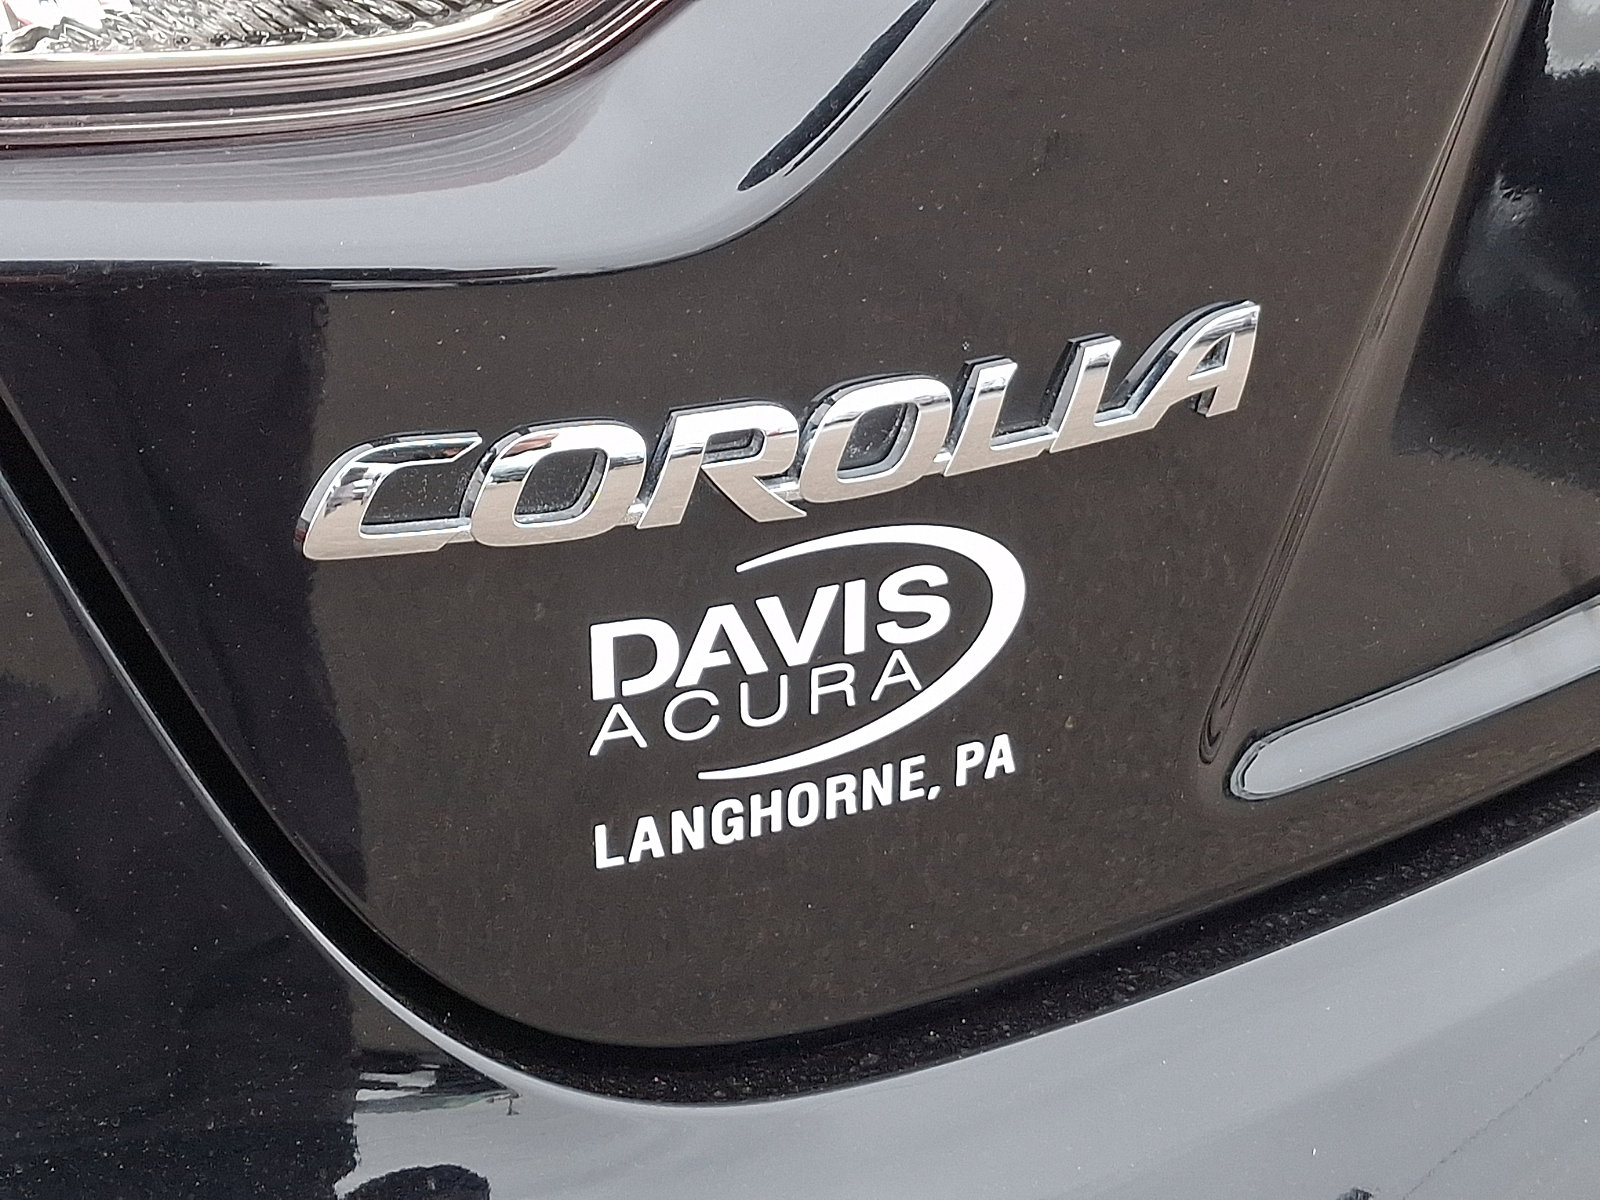 COROLLA
DAVIS
ACURA
LANGHORNE, PA